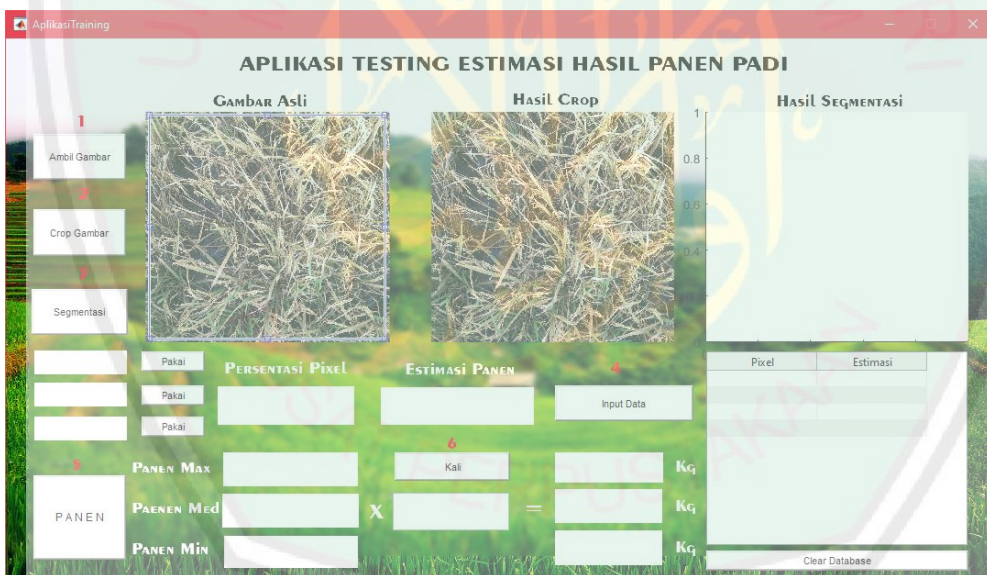 AplikasiTraining
APLIKASI TESTING ESTIMASI HASIL PANEN PADI
Gambar Asli
Hasil Crop
Hasil Segmentasi
1
Ambil Gambar
Crop Gambar
Segmentasi
1
0.8
0.6
0.4
Pakai
Pakai
Pakai
Persentasi Pixel
Estimasi Panen
4
Input Data
Pixel Estimasi
5
PANEN
Panen Max
Paenen Med
Panen Min
6
Kali
X
=
Kg
Kg
Kg
Clear Database